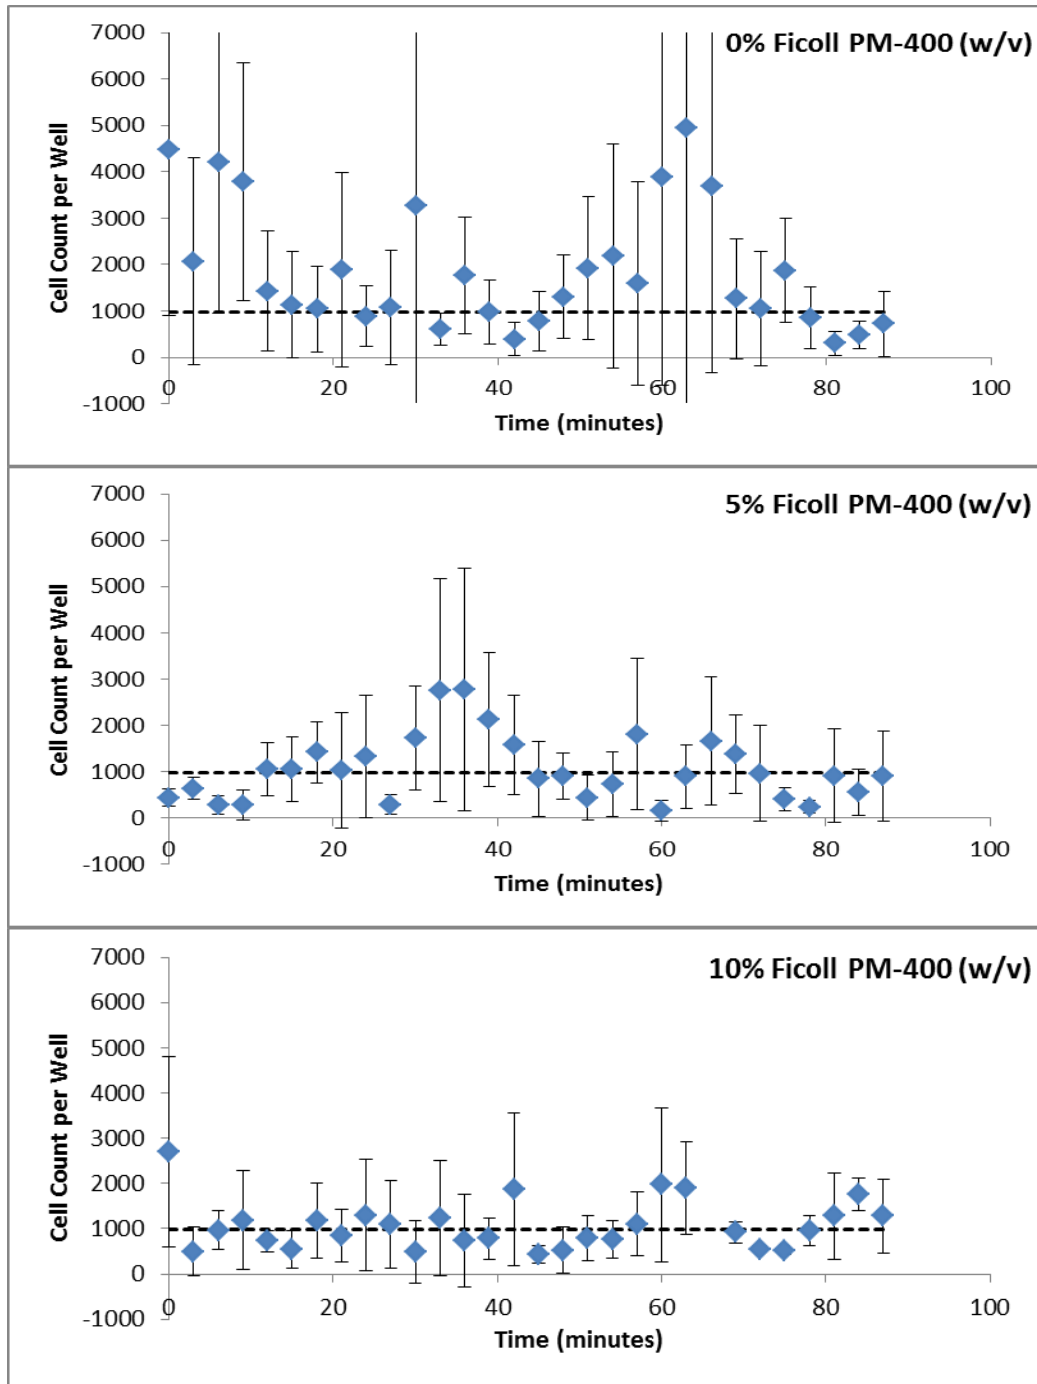 0% Ficoll PM-400 (w/v)
7000
6000
5000
4000
3000
2000
1000
0
-1000
Cell Count per Well
0 20 40 60 80 100
Time (minutes)
5% Ficoll PM-400 (w/v)
7000
6000
5000
4000
3000
2000
1000
0
-1000
Cell Count per Well
0 20 40 60 80 100
Time (minutes)
10% Ficoll PM-400 (w/v)
7000
6000
5000
4000
3000
2000
1000
0
-1000
Cell Count per Well
0 20 40 60 80 100
Time (minutes)